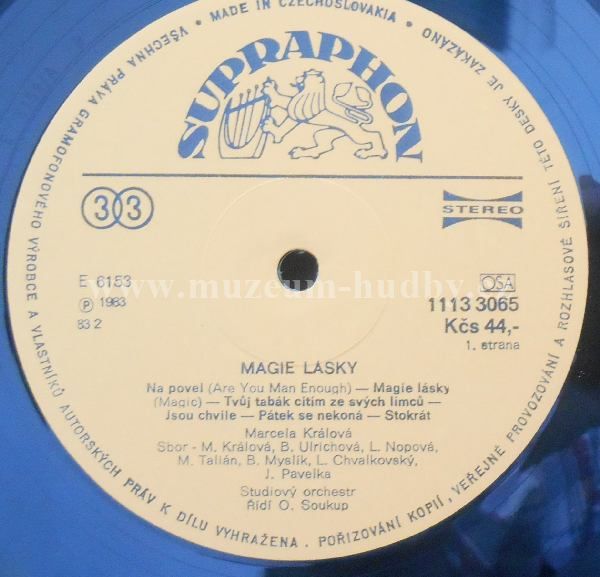 VŠECHNA PRÁVA GRAMOFONOVÉHO VÝROBCE A VLASTNÍKŮ AUTORSKÝCH PRÁV K DÍLU VYHRAŽENA. POŘIZOVÁNÍ KOPIÍ, VEŘEJNÉ PROVOZOVÁNÍ A ROZHLASOVÉ ŠÍŘENÍ TÉTO DESKY JE ZAKÁZÁNO • MADE IN CZECHOSLOVAKIA •
SUPRAPHON
33
STEREO
E 6153
℗ 1983
83 2
OSA
1113 3065
Kčs 44,-
1. strana
www.muzeum-hudby.
MAGIE LÁSKY
Na povel (Are You Man Enough) — Magie lásky
(Magic) — Tvůj tabák cítím ze svých límců —
Jsou chvíle — Pátek se nekoná — Stokrát
Marcela Králová
Sbor - M. Králová, B. Ulrichová, L. Nopová,
M. Talián, B. Myslík, L. Chvalkovský,
J. Pavelka
Studiový orchestr
Řídí O. Soukup